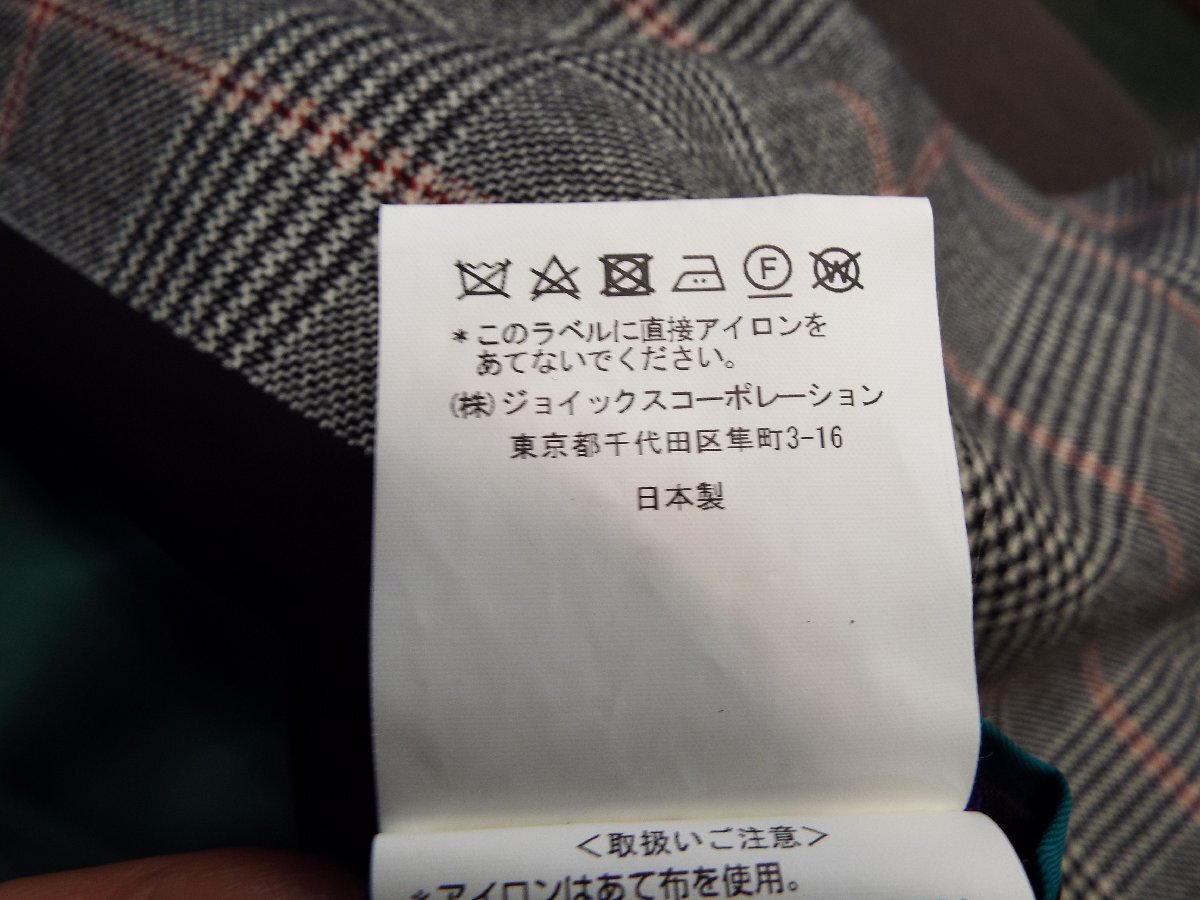 F W
*このラベルに直接アイロンを
あてないでください。
(株)ジョイックスコーポレーション
東京都千代田区隼町3-16
日本製
<取扱いご注意>
*アイロンはあて布を使用。